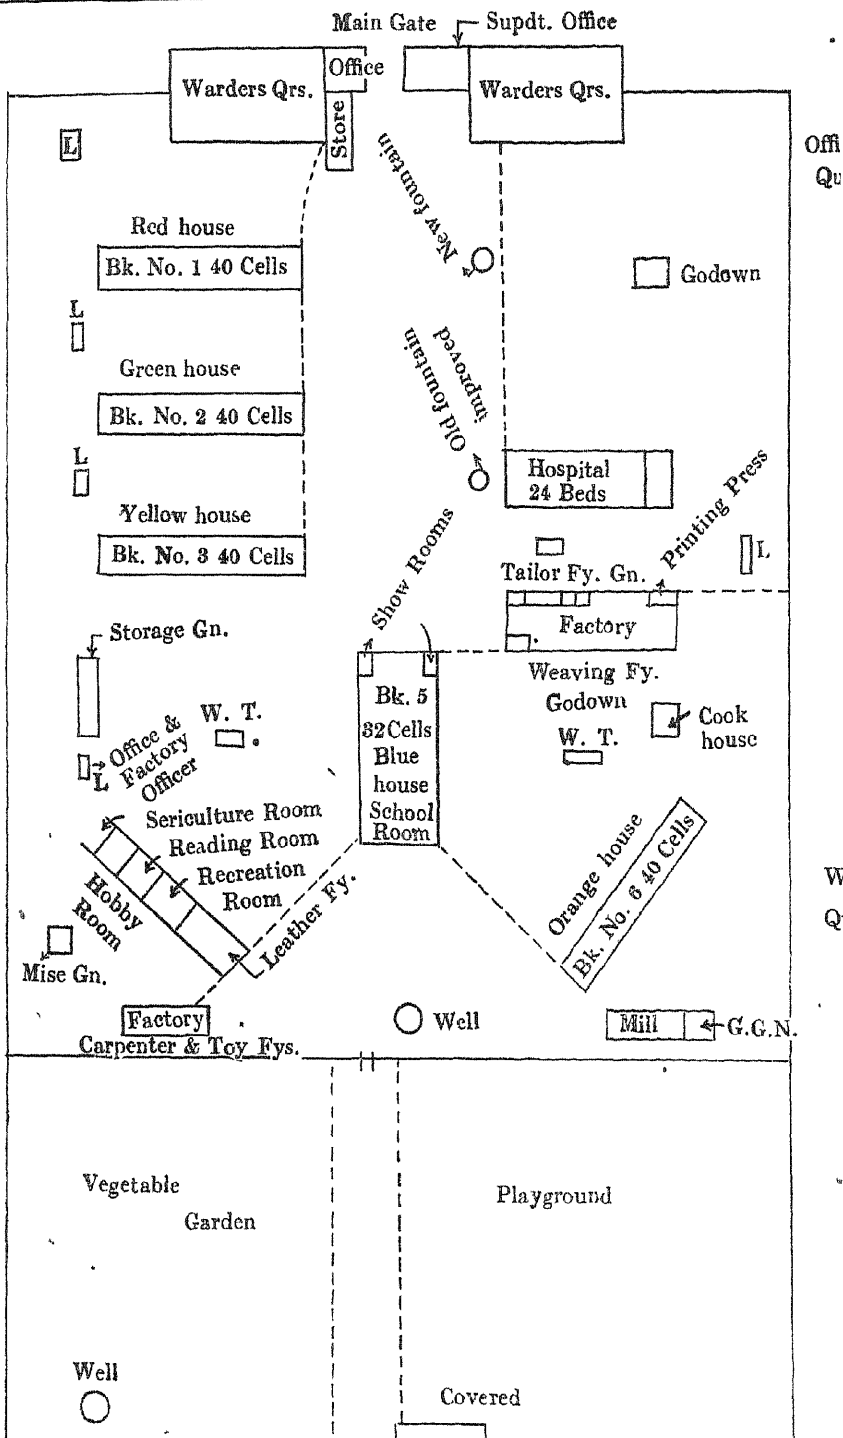 Main Gate
Supdt. Office
Warders Qrs.
Office
Warders Qrs.
Store
L
Offi
Qu
New fountain
Red house
Bk. No. 1 40 Cells
Godown
L
Old fountain
improved
Green house
Bk. No. 2 40 Cells
L
Hospital
24 Beds
Printing Press
Yellow house
Bk. No. 3 40 Cells
Show Rooms
L
Tailor Fy. Gn.
Factory
Storage Gn.
Weaving Fy.
Godown
Bk. 5
32 Cells
Blue
house
School
Room
W. T.
W. T.
Cook
house
L
Office &
Factory
Officer
Sericulture Room
Reading Room
Recreation
Room
Hobby
Room
Leather Fy.
Orange house
Bk. No. 6 40 Cells
W
Q
Mise Gn.
Factory
Carpenter & Toy Fys.
Well
Mill
G.G.N.
Vegetable
Garden
Playground
Well
Covered